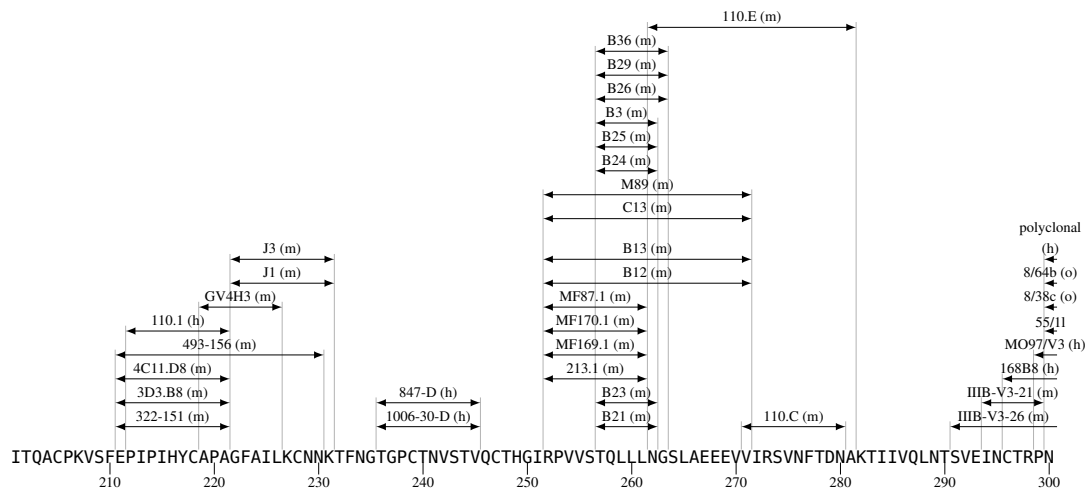 110.E (m)
B36 (m)
B29 (m)
B26 (m)
B3 (m)
B25 (m)
B24 (m)
M89 (m)
C13 (m)
polyclonal
J3 (m) B13 (m) (h)
J1 (m) B12 (m) 8/64b (o)
GV4H3 (m) MF87.1 (m) 8/38c (o)
110.1 (h) MF170.1 (m) 55/11
493-156 (m) MF169.1 (m) MO97/V3 (h)
4C11.D8 (m) 213.1 (m) 168B8 (h)
3D3.B8 (m) 847-D (h) B23 (m) IIIB-V3-21 (m)
322-151 (m) 1006-30-D (h) B21 (m) 110.C (m) IIIB-V3-26 (m)
ITQACPKVSFEPIPIHYCAPAGFAILKCNNKTFNGTGPCTNVSTVQCTHGIRPVVSTQLLLNGSLAEEEVVIRSVNFTDNAKTIIVQLNTSVEINCTRPN
210 220 230 240 250 260 270 280 290 300